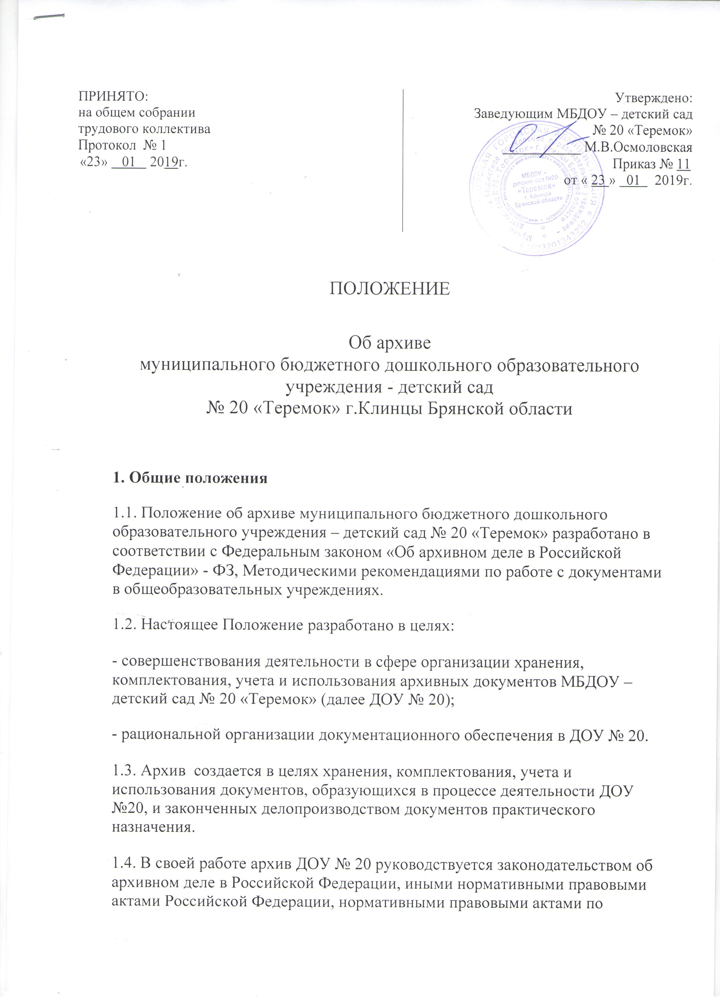 ПРИНЯТО:
на общем собрании
трудового коллектива
Протокол № 1
«23» 01 2019г.
Утверждено:
Заведующим МБДОУ – детский сад
№ 20 «Теремок»
М.В.Осмоловская
Приказ № 11
от « 23 » 01 2019г.
МБДОУ –
детский сад №20
«Теремок»
г. Клинцы
Брянской области
ПОЛОЖЕНИЕ
Об архиве
муниципального бюджетного дошкольного образовательного
учреждения - детский сад
№ 20 «Теремок» г.Клинцы Брянской области
1. Общие положения
1.1. Положение об архиве муниципального бюджетного дошкольного
образовательного учреждения – детский сад № 20 «Теремок» разработано в
соответствии с Федеральным законом «Об архивном деле в Российской
Федерации» - ФЗ, Методическими рекомендациями по работе с документами
в общеобразовательных учреждениях.
1.2. Настоящее Положение разработано в целях:
- совершенствования деятельности в сфере организации хранения,
комплектования, учета и использования архивных документов МБДОУ –
детский сад № 20 «Теремок» (далее ДОУ № 20);
- рациональной организации документационного обеспечения в ДОУ № 20.
1.3. Архив создается в целях хранения, комплектования, учета и
использования документов, образующихся в процессе деятельности ДОУ
№20, и законченных делопроизводством документов практического
назначения.
1.4. В своей работе архив ДОУ № 20 руководствуется законодательством об
архивном деле в Российской Федерации, иными нормативными правовыми
актами Российской Федерации, нормативными правовыми актами по